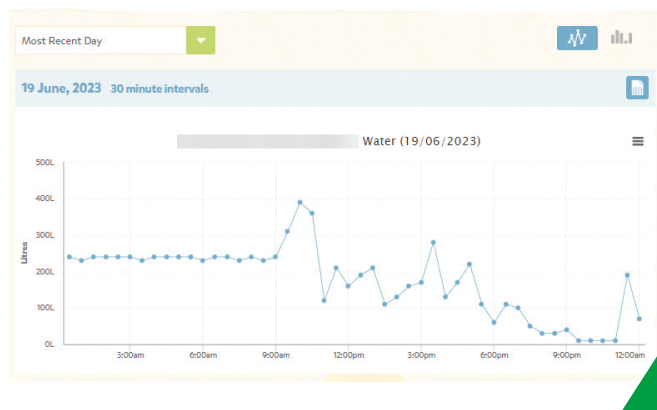 Most Recent Day
19 June, 2023 30 minute intervals
Water (19/06/2023)
500L
400L
300L
200L
100L
0L
Litres
3:00am 6:00am 9:00am 12:00pm 3:00pm 6:00pm 9:00pm 12:00am